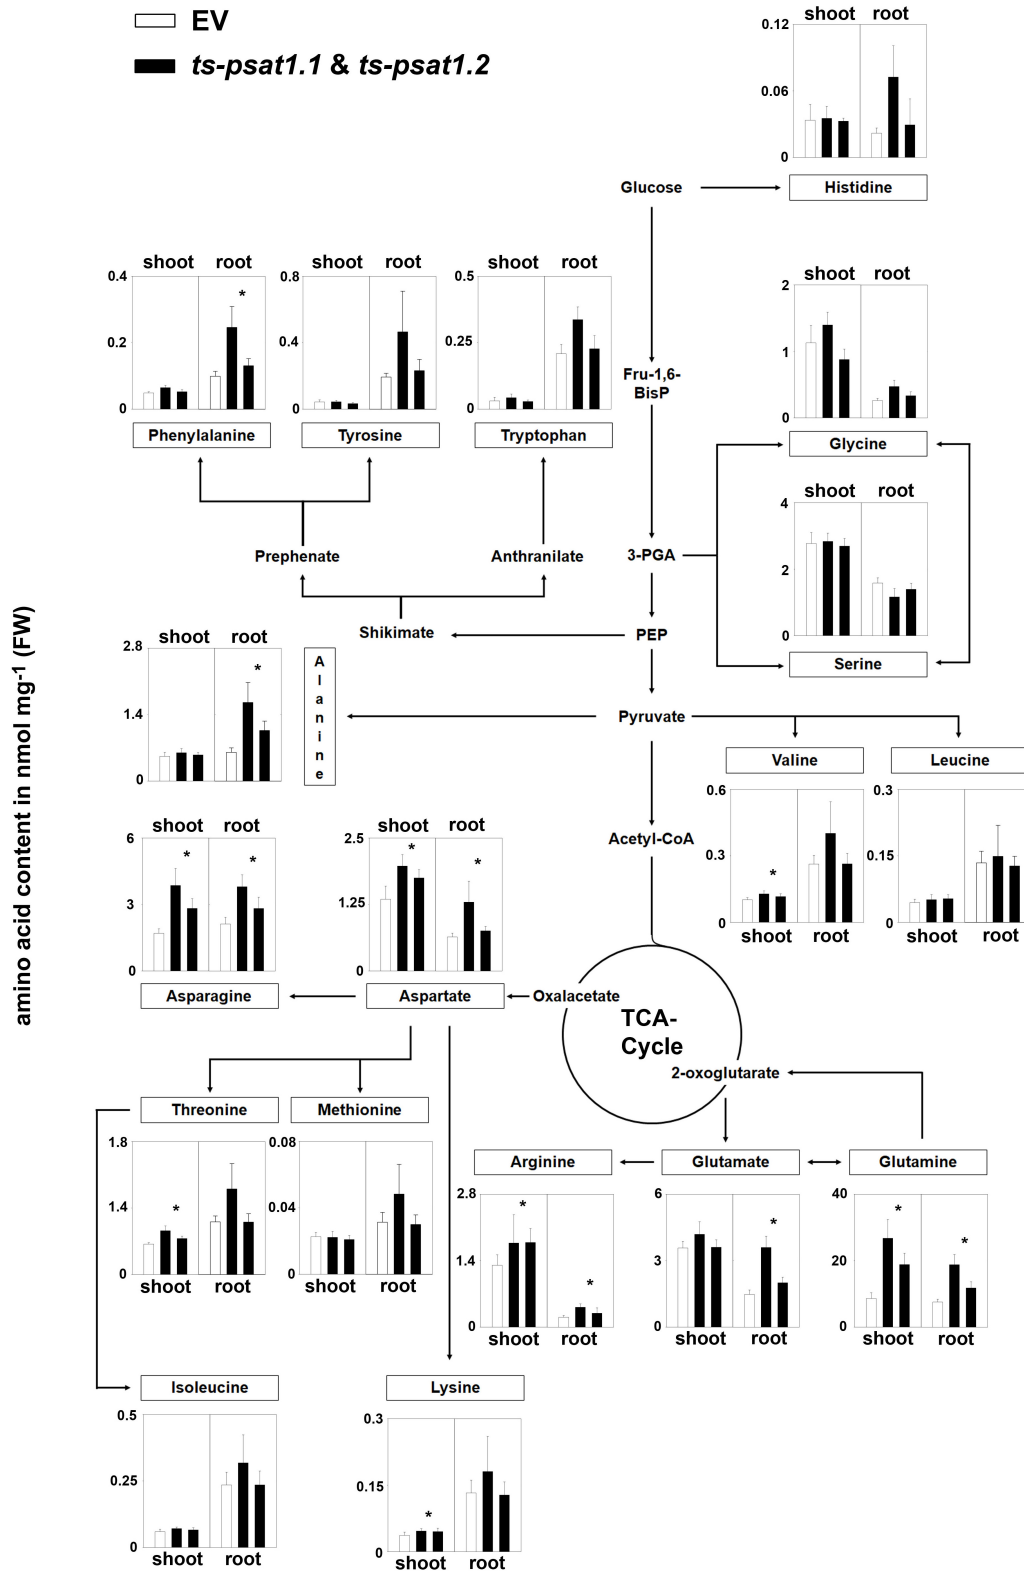 EV
ts-psat1.1 & ts-psat1.2
shoot root
0.12
0.06
0
Glucose
Histidine
shoot root
0.4
0.2
0
Phenylalanine
shoot root
0.8
0.4
0
Tyrosine
shoot root
0.5
0.25
0
Tryptophan
shoot root
2
1
0
Fru-1,6-
BisP
Glycine
shoot root
4
2
0
Prephenate
Anthranilate
3-PGA
Shikimate
PEP
Serine
amino acid content in nmol mg-1 (FW)
shoot root
2.8
1.4
0
*
Alanine
Pyruvate
Valine
Leucine
0.6
0.3
0
*
shoot root
0.3
0.15
0
shoot root
Acetyl-CoA
shoot root
6
3
0
* *
Asparagine
shoot root
2.5
1.25
0
* *
Aspartate
Oxalacetate
TCA-
Cycle
2-oxoglutarate
Threonine
Methionine
1.8
1.4
0
*
shoot root
0.08
0.04
0
shoot root
Arginine
Glutamate
Glutamine
2.8
1.4
0
* *
shoot root
6
3
0
*
shoot root
40
20
0
* *
shoot root
Isoleucine
Lysine
0.5
0.25
0
shoot root
0.3
0.15
0
*
shoot root
*